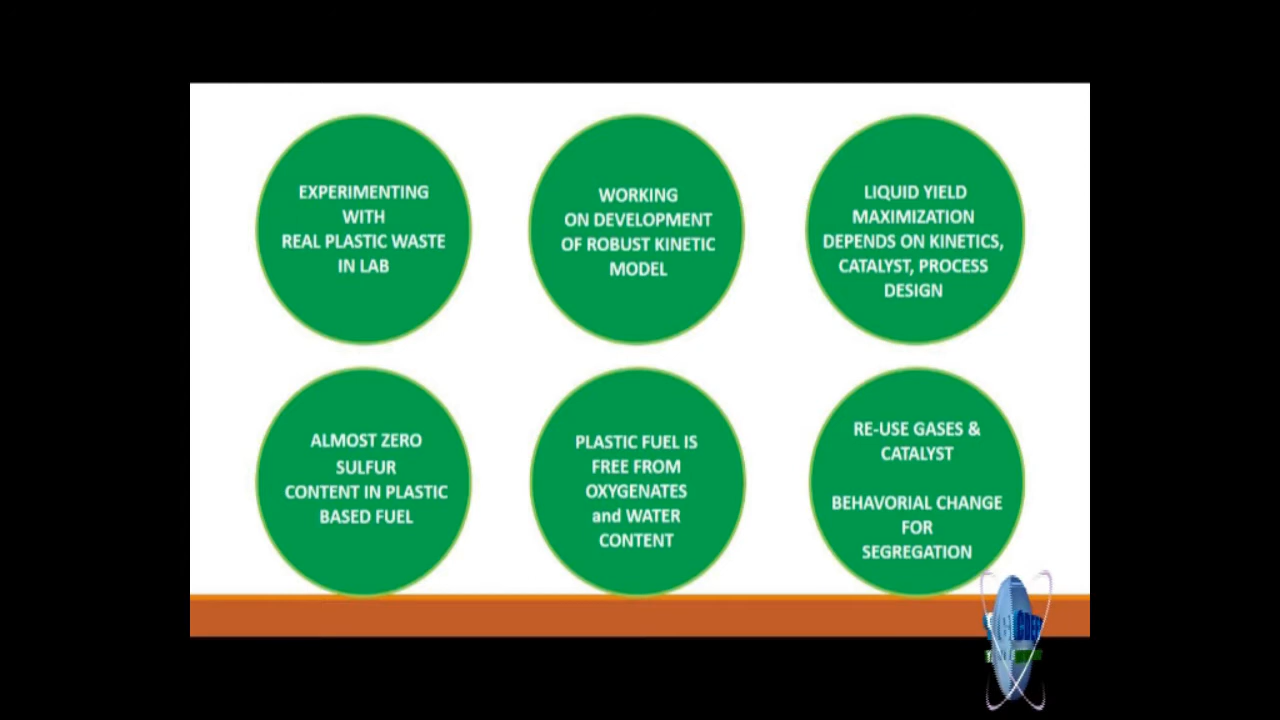 EXPERIMENTING
WITH
REAL PLASTIC WASTE
IN LAB
WORKING
ON DEVELOPMENT
OF ROBUST KINETIC
MODEL
LIQUID YIELD
MAXIMIZATION
DEPENDS ON KINETICS,
CATALYST, PROCESS
DESIGN
ALMOST ZERO
SULFUR
CONTENT IN PLASTIC
BASED FUEL
PLASTIC FUEL IS
FREE FROM
OXYGENATES
and WATER
CONTENT
RE-USE GASES &
CATALYST
BEHAVORIAL CHANGE
FOR
SEGREGATION